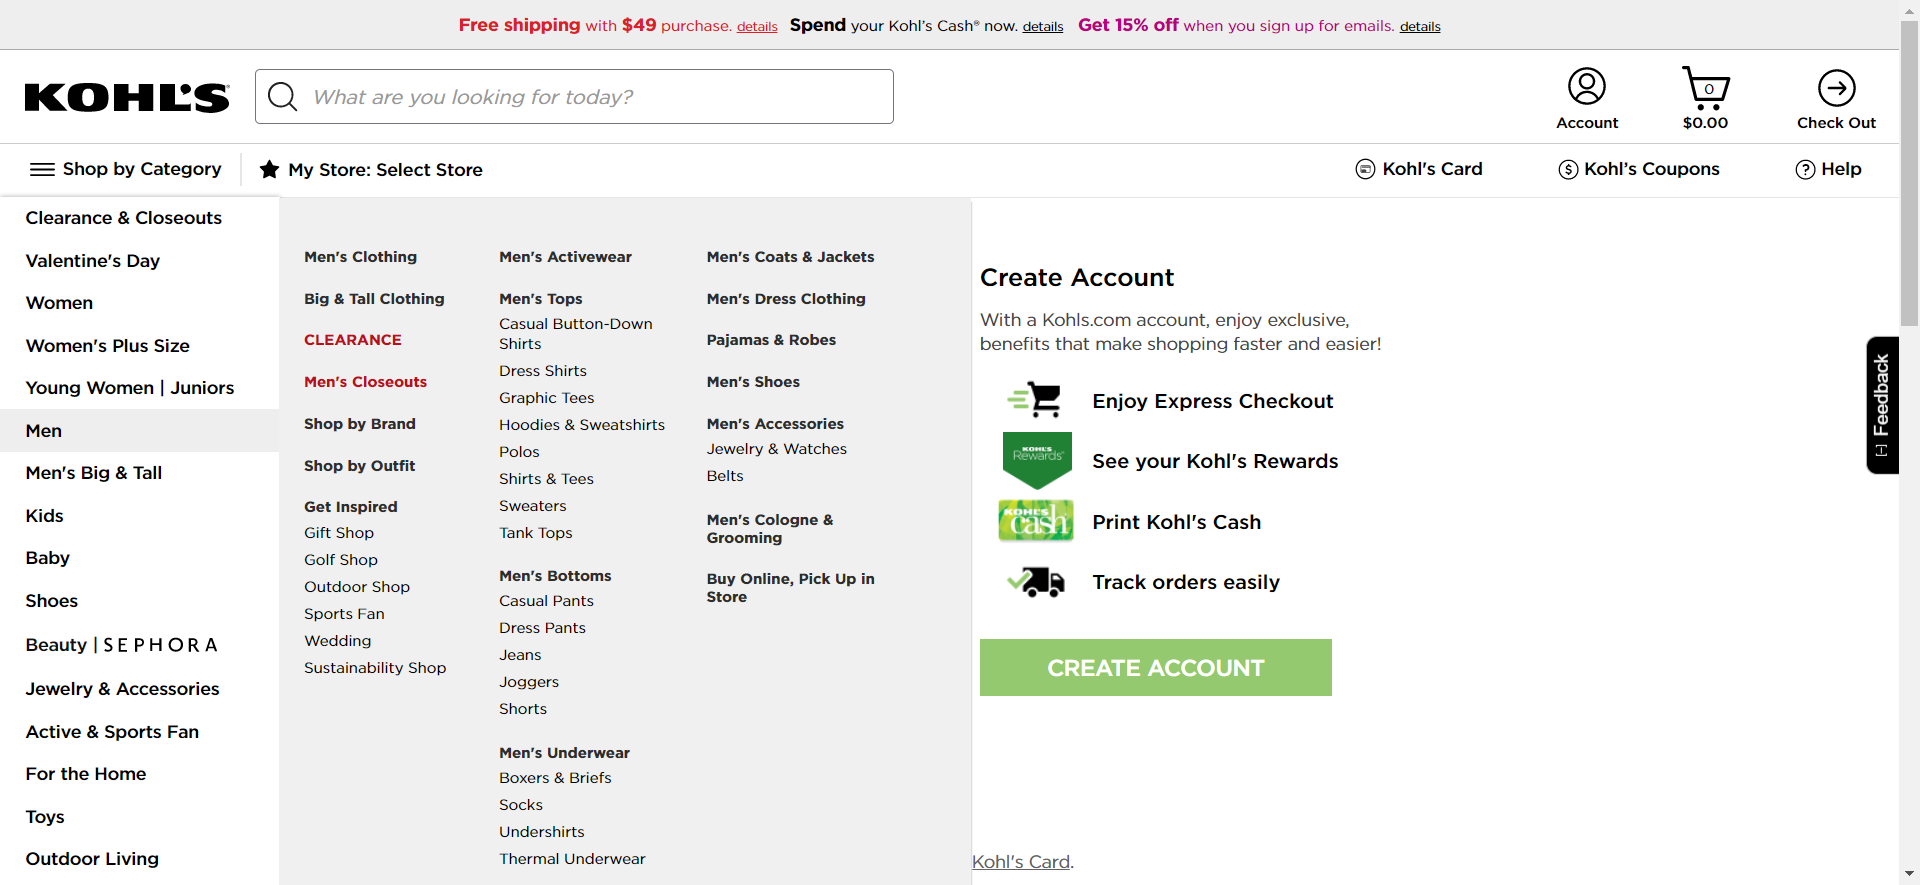 Free shipping with $49 purchase. details Spend your Kohl's Cash® now. details Get 15% off when you sign up for emails. details
KOHL'S
What are you looking for today?
Account
0
$0.00
Check Out
Shop by Category
My Store: Select Store
Kohl's Card
$ Kohl's Coupons
? Help
Clearance & Closeouts
Valentine's Day
Women
Women's Plus Size
Young Women | Juniors
Men
Men's Big & Tall
Kids
Baby
Shoes
Beauty | SEPHORA
Jewelry & Accessories
Active & Sports Fan
For the Home
Toys
Outdoor Living
Men's Clothing
Big & Tall Clothing
CLEARANCE
Men's Closeouts
Shop by Brand
Shop by Outfit
Get Inspired
Gift Shop
Golf Shop
Outdoor Shop
Sports Fan
Wedding
Sustainability Shop
Men's Activewear
Men's Tops
Casual Button-Down
Shirts
Dress Shirts
Graphic Tees
Hoodies & Sweatshirts
Polos
Shirts & Tees
Sweaters
Tank Tops
Men's Bottoms
Casual Pants
Dress Pants
Jeans
Joggers
Shorts
Men's Underwear
Boxers & Briefs
Socks
Undershirts
Thermal Underwear
Men's Coats & Jackets
Men's Dress Clothing
Pajamas & Robes
Men's Shoes
Men's Accessories
Jewelry & Watches
Belts
Men's Cologne &
Grooming
Buy Online, Pick Up in
Store
Create Account
With a Kohls.com account, enjoy exclusive,
benefits that make shopping faster and easier!
Enjoy Express Checkout
KOHL'S
Rewards
See your Kohl's Rewards
KOHL'S
cash
Print Kohl's Cash
Track orders easily
CREATE ACCOUNT
Kohl's Card.
[-] Feedback